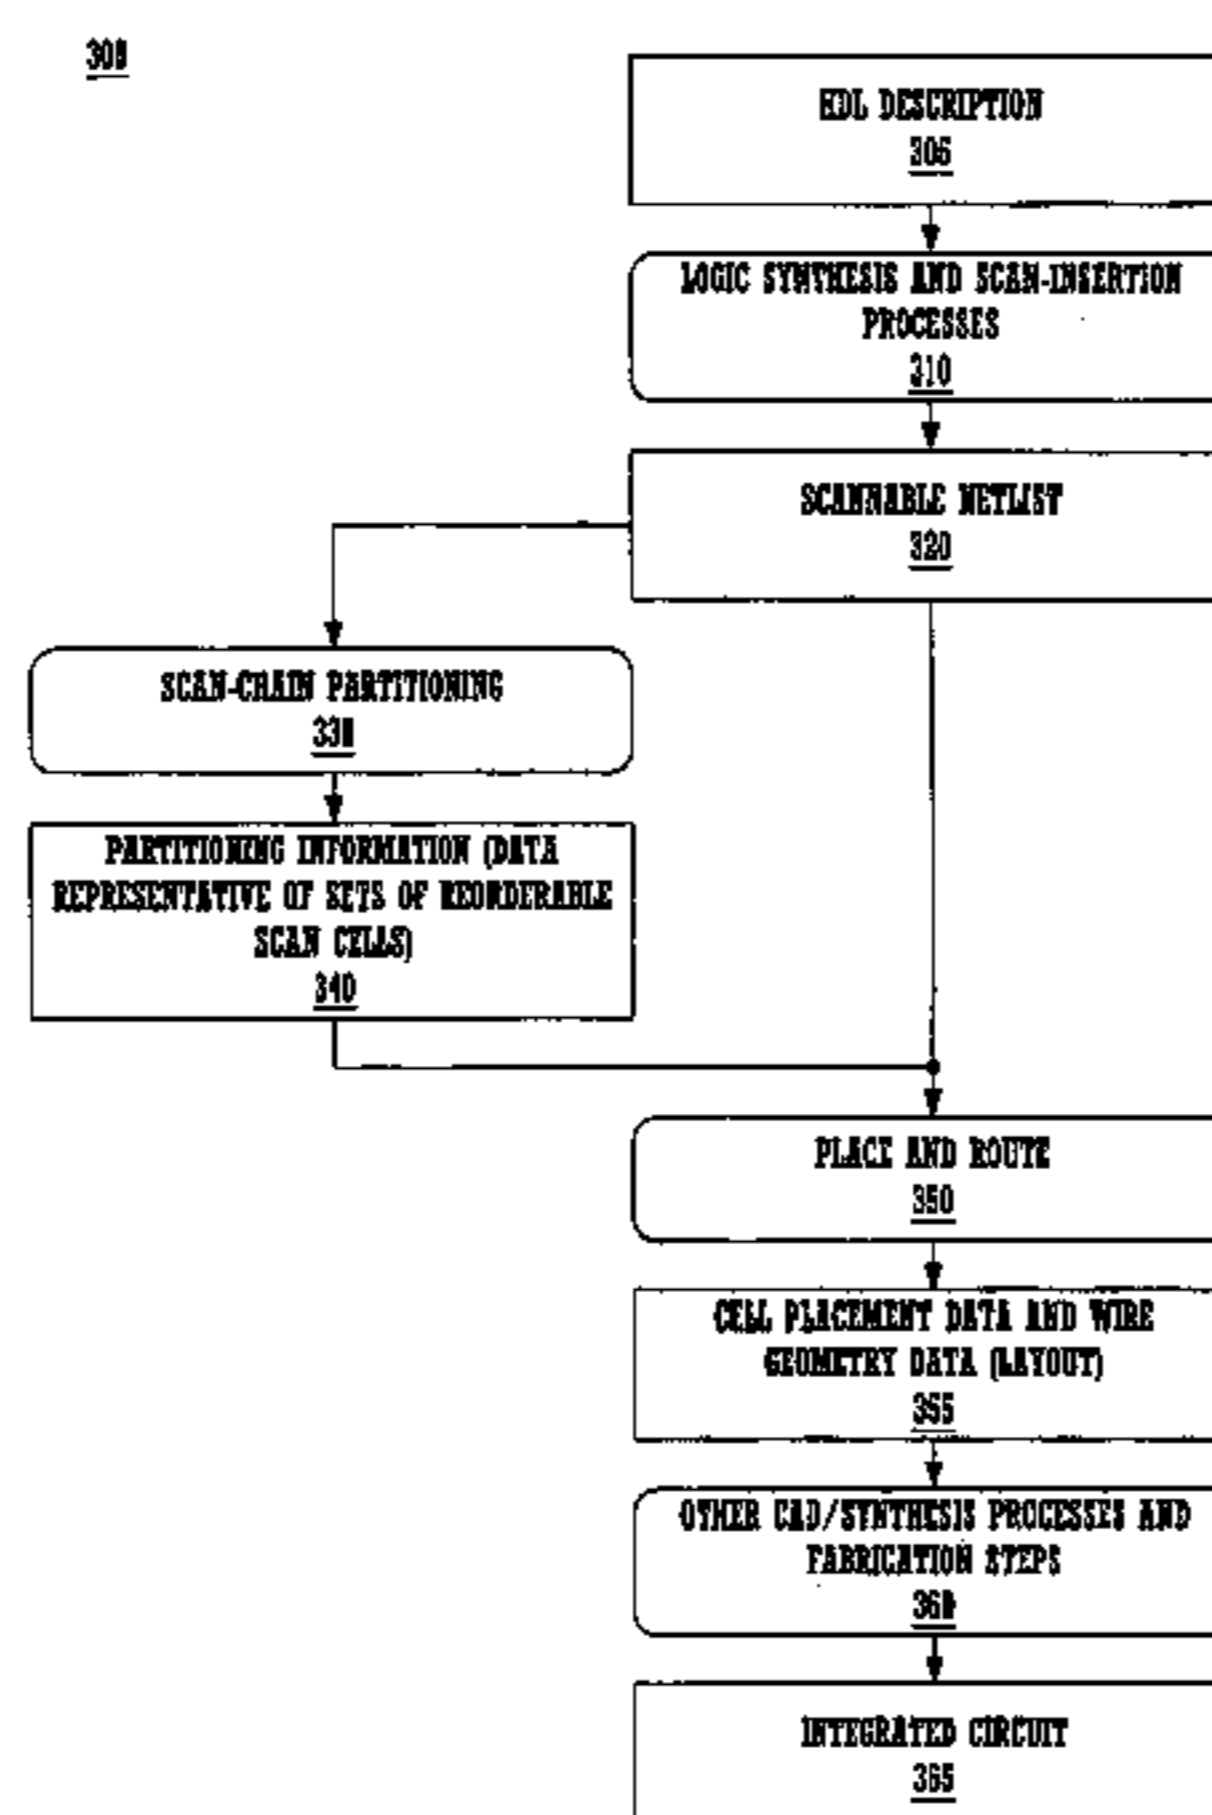 300
HDL DESCRIPTION
305
LOGIC SYNTHESIS AND SCAN-INSERTION
PROCESSES
310
SCANNABLE NETLIST
320
SCAN-CHAIN PARTITIONING
330
PARTITIONING INFORMATION (DATA
REPRESENTATIVE OF SETS OF REORDERABLE
SCAN CELLS)
340
PLACE AND ROUTE
350
CELL PLACEMENT DATA AND WIRE
GEOMETRY DATA (LAYOUT)
355
OTHER CAD/SYNTHESIS PROCESSES AND
FABRICATION STEPS
360
INTEGRATED CIRCUIT
365